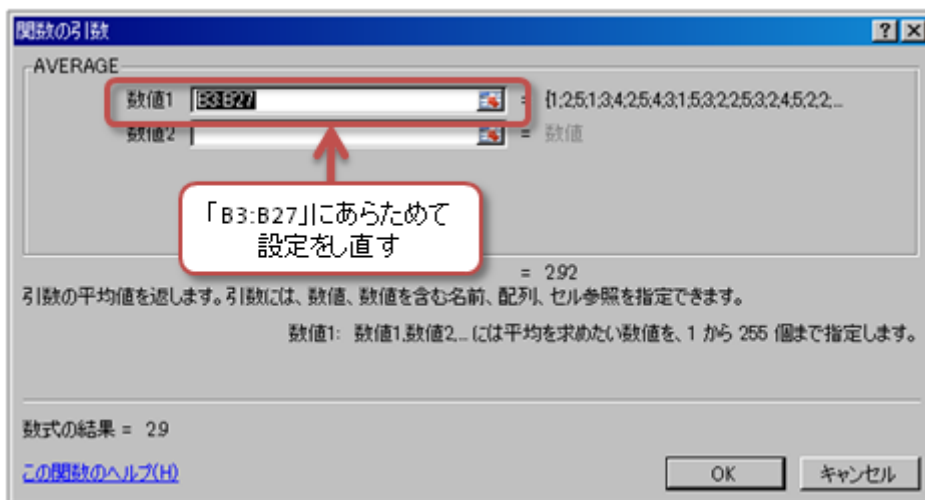 関数の引数
AVERAGE
数値1 B3:B27 = {1;2;5;1;3;4;2;5;4;3;1;5;3;2;2;5;3;2;4;5;2;2;...
数値2 = 数値
「B3:B27」にあらためて
設定をし直す
= 2.92
引数の平均値を返します。引数には、数値、数値を含む名前、配列、セル参照を指定できます。
数値1: 数値1,数値2,... には平均を求めたい数値を、1 から 255 個まで指定します。
数式の結果 = 2.9
この関数のヘルプ(H)
OK キャンセル